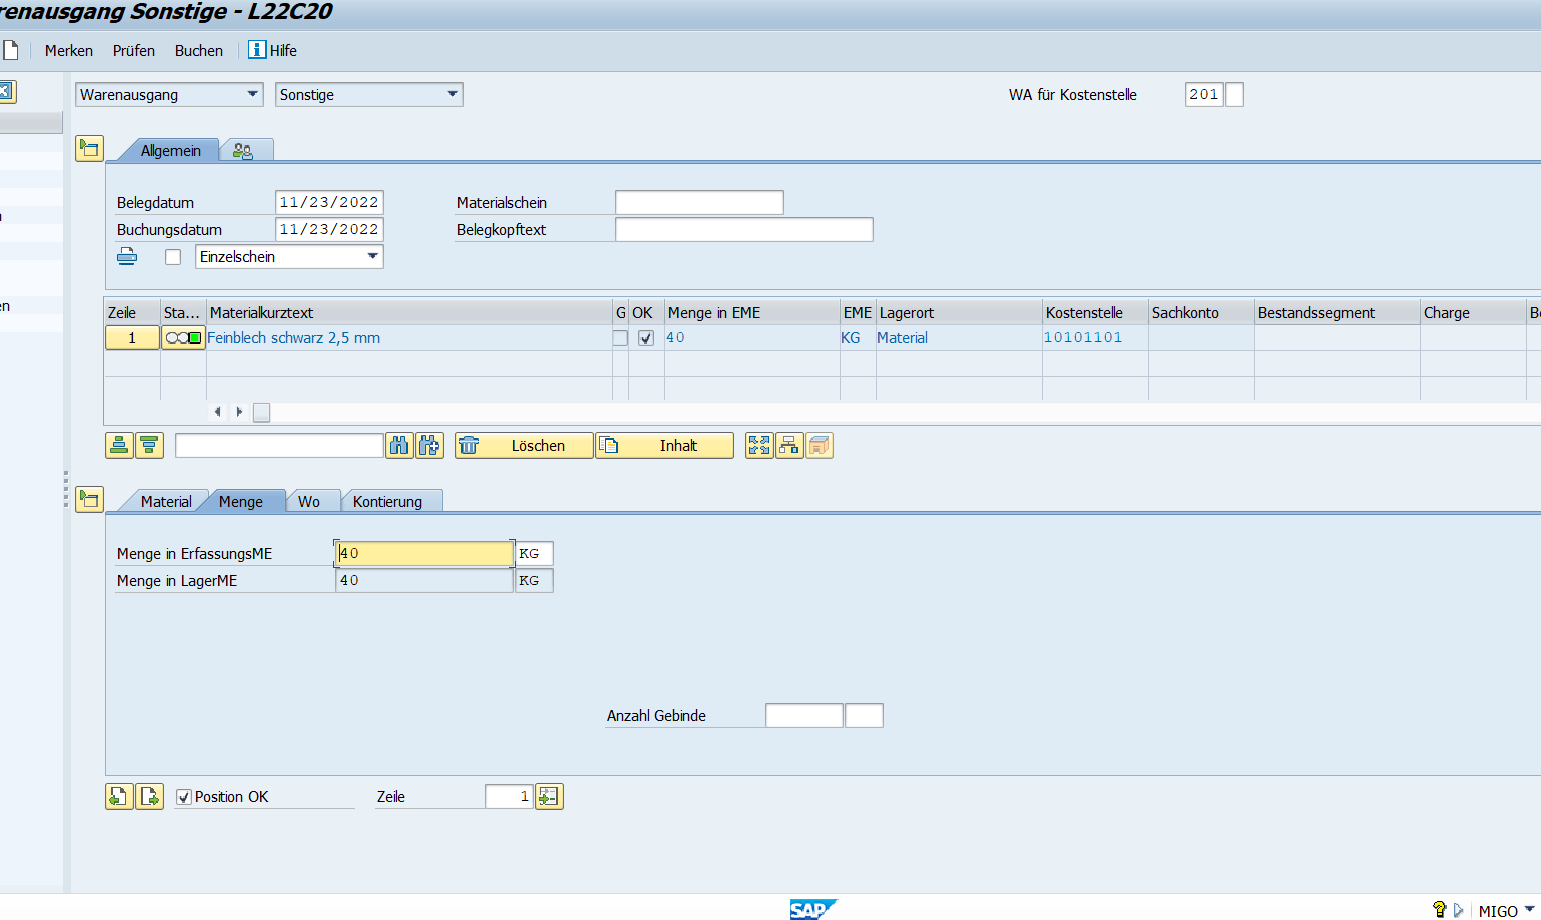 renausgang Sonstige - L22C20
Merken Prüfen Buchen i Hilfe
Warenausgang Sonstige WA für Kostenstelle 201
Allgemein
Belegdatum 11/23/2022 Materialschein
Buchungsdatum 11/23/2022 Belegkopftext
Einzelschein
en
Zeile Sta... Materialkurztext G OK Menge in EME EME Lagerort Kostenstelle Sachkonto Bestandssegment Charge Be
1 Feinblech schwarz 2,5 mm 40 KG Material 10101101
Löschen Inhalt
Material Menge Wo Kontierung
Menge in ErfassungsME 40 KG
Menge in LagerME 40 KG
Anzahl Gebinde
Position OK Zeile 1
SAP MIGO